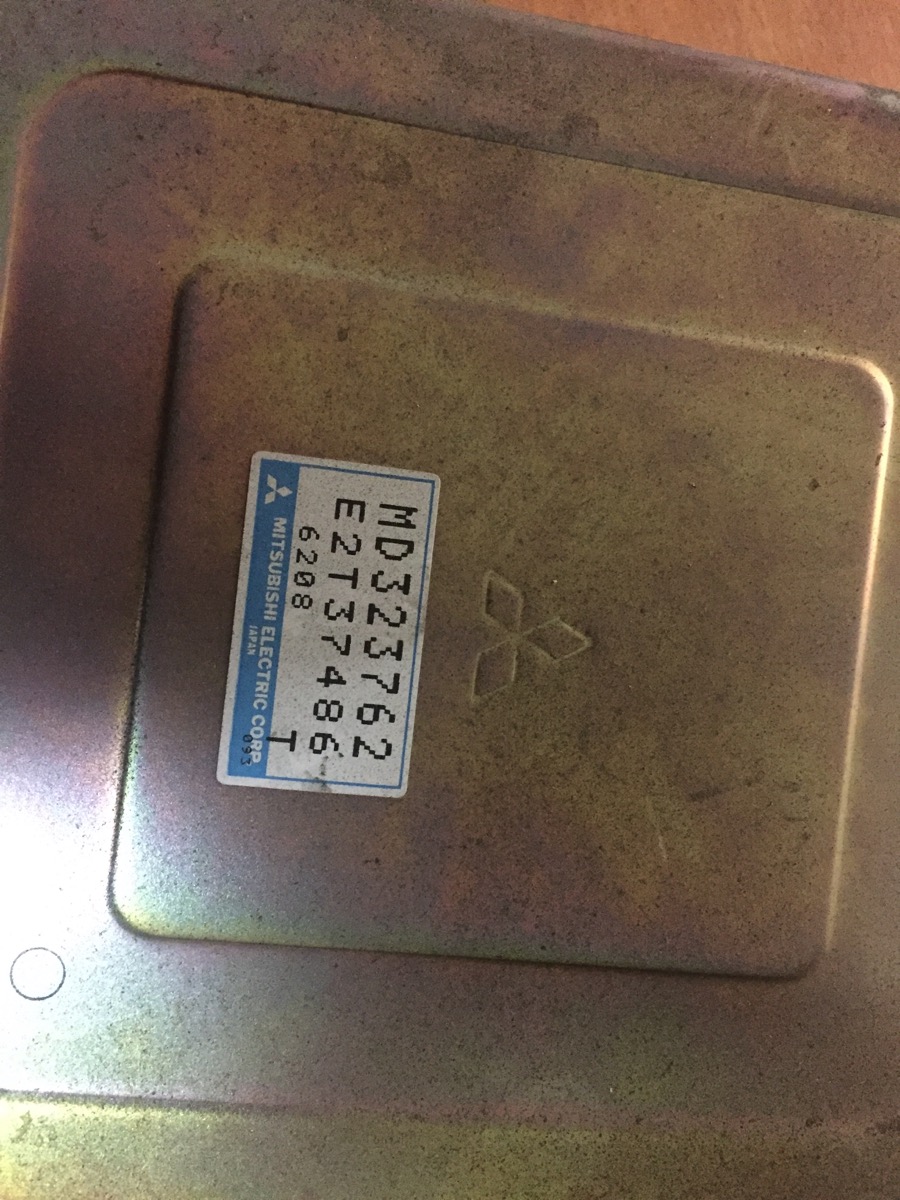 MD323762
E2T37486
6208
T
MITSUBISHI ELECTRIC CORP.
JAPAN
093